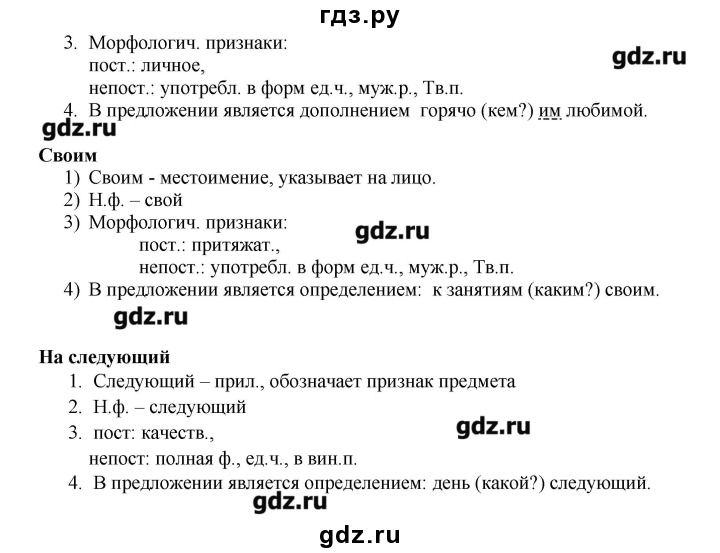 гдз.ру
3. Морфологич. признаки:
gdz.ru
пост.: личное,
непост.: употребл. в форм ед.ч., муж.р., Тв.п.
4. В предложении является дополнением горячо (кем?) им любимой.
gdz.ru
Своим
1) Своим - местоимение, указывает на лицо.
2) Н.ф. – свой
3) Морфологич. признаки:
gdz.ru
пост.: притяжат.,
непост.: употребл. в форм ед.ч., муж.р., Тв.п.
4) В предложении является определением: к занятиям (каким?) своим.
gdz.ru
На следующий
1. Следующий – прил., обозначает признак предмета
2. Н.ф. – следующий
3. пост: качеств.,
gdz.ru
непост: полная ф., ед.ч., в вин.п.
4. В предложении является определением: день (какой?) следующий.
gdz.ru
gdz.ru